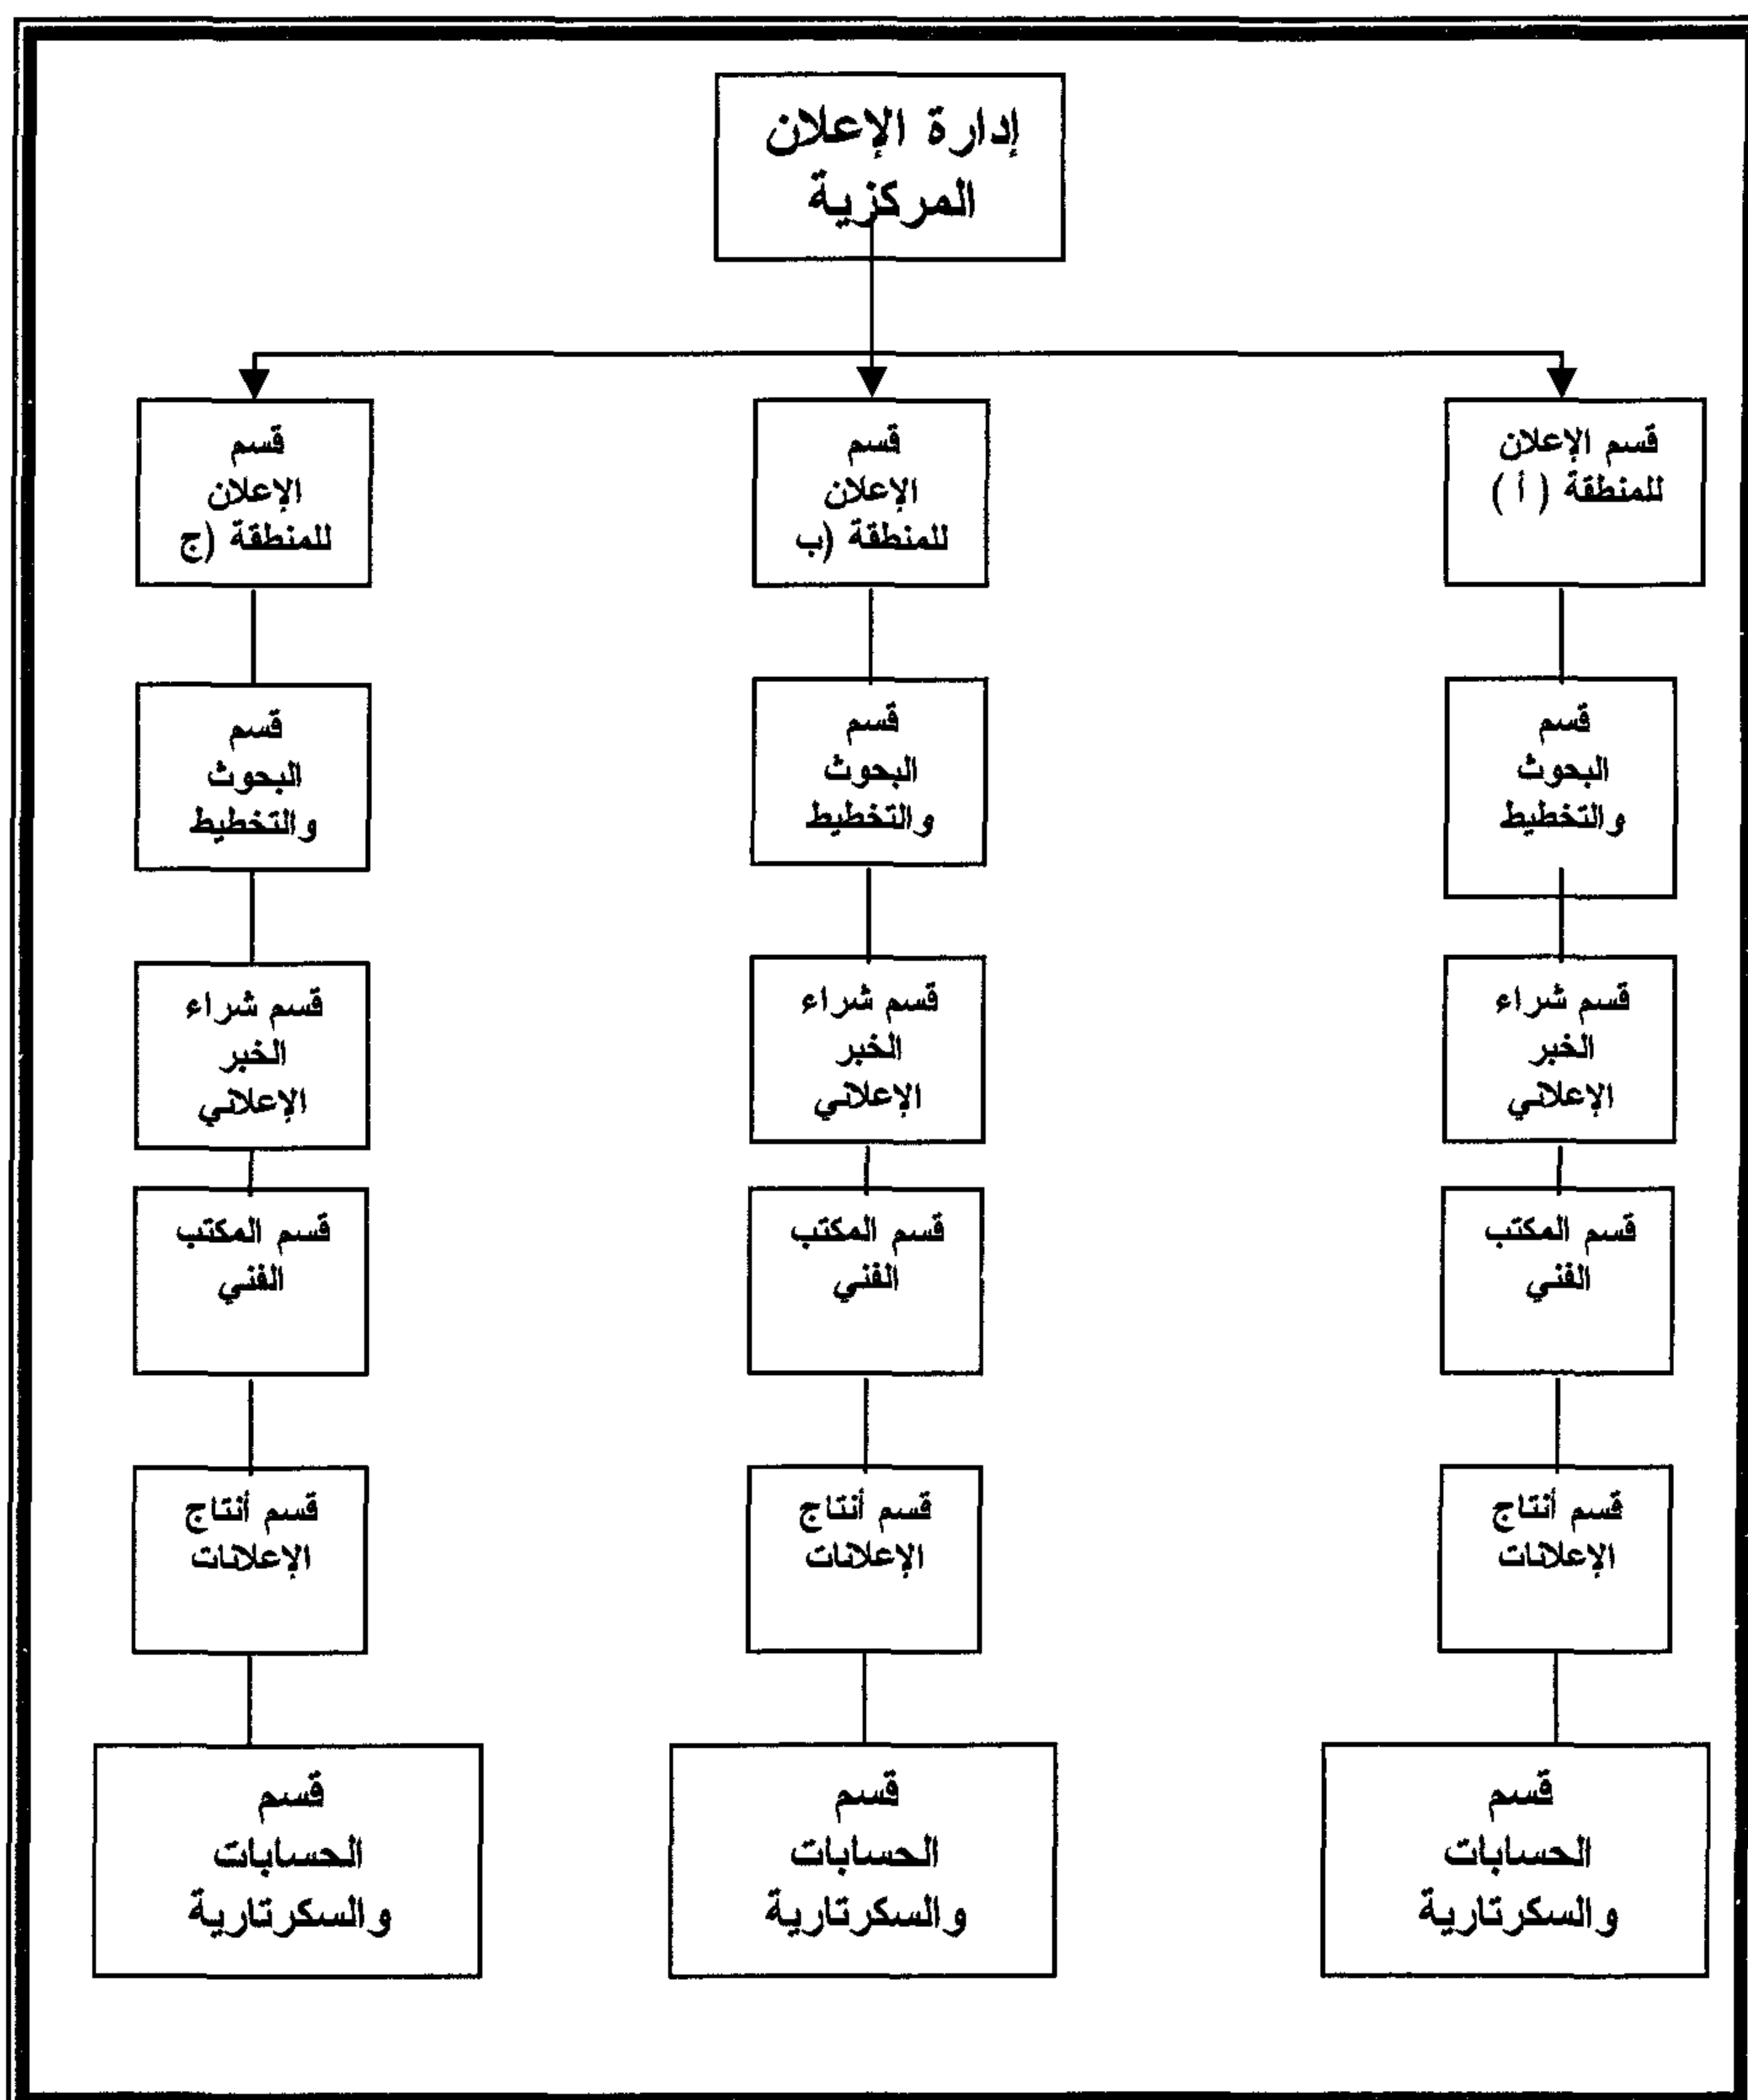 إدارة الإعلان
المركزية
قسم الإعلان
للمنطقة ( أ )
قسم
الإعلان
للمنطقة (ب
قسم
الإعلان
للمنطقة (ج
قسم
البحوث
والتخطيط
قسم
البحوث
والتخطيط
قسم
البحوث
والتخطيط
قسم شراء
الخبر
الإعلاني
قسم شراء
الخبر
الإعلاني
قسم شراء
الخبر
الإعلاني
قسم المكتب
الفني
قسم المكتب
الفني
قسم المكتب
الفني
قسم أنتاج
الإعلانات
قسم أنتاج
الإعلانات
قسم أنتاج
الإعلانات
قسم
الحسابات
والسكرتارية
قسم
الحسابات
والسكرتارية
قسم
الحسابات
والسكرتارية